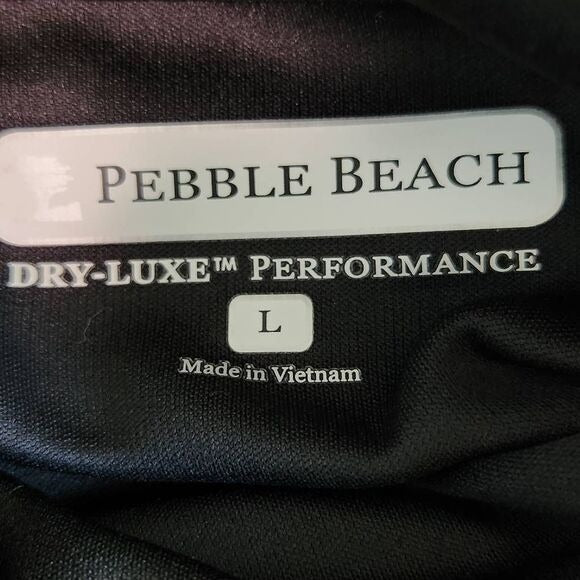 PEBBLE BEACH
DRY-LUXE™ PERFORMANCE
L
Made in Vietnam